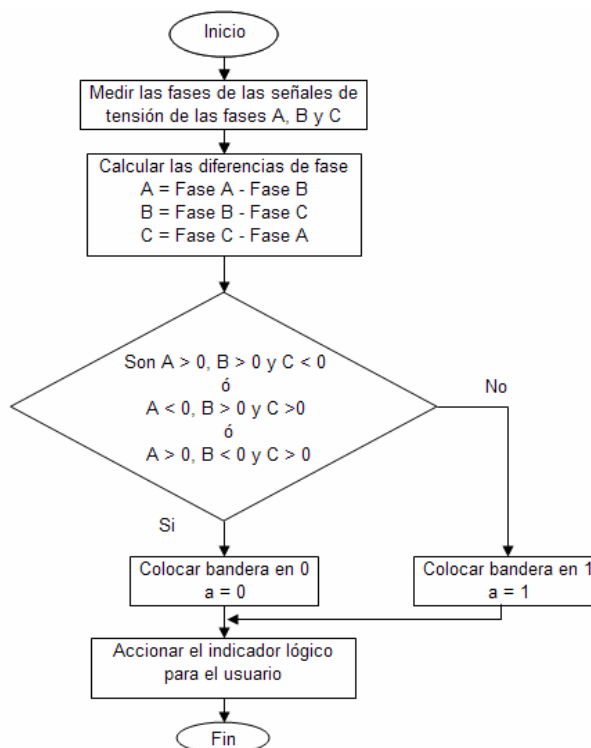 Inicio
Medir las fases de las señales de
tensión de las fases A, B y C
Calcular las diferencias de fase
A = Fase A - Fase B
B = Fase B - Fase C
C = Fase C - Fase A
Son A > 0, B > 0 y C < 0
ó
A < 0, B > 0 y C >0
ó
A > 0, B < 0 y C > 0
No
Si
Colocar bandera en 0
a = 0
Colocar bandera en 1
a = 1
Accionar el indicador lógico
para el usuario
Fin